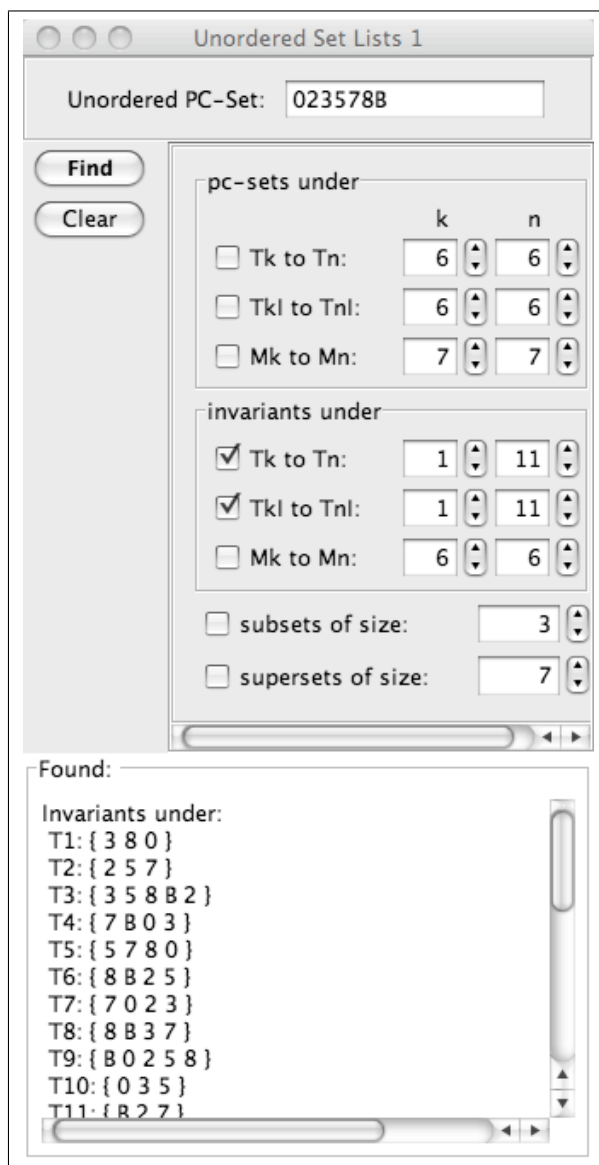 Unordered Set Lists 1
Unordered PC-Set: 023578B
Find
Clear
pc-sets under
k n
Tk to Tn: 6 6
TkI to TnI: 6 6
Mk to Mn: 7 7
invariants under
Tk to Tn: 1 11
TkI to TnI: 1 11
Mk to Mn: 6 6
subsets of size: 3
supersets of size: 7
Found:
Invariants under:
T1: { 3 8 0 }
T2: { 2 5 7 }
T3: { 3 5 8 B 2 }
T4: { 7 B 0 3 }
T5: { 5 7 8 0 }
T6: { 8 B 2 5 }
T7: { 7 0 2 3 }
T8: { 8 B 3 7 }
T9: { B 0 2 5 8 }
T10: { 0 3 5 }
T11: { B 2 7 }